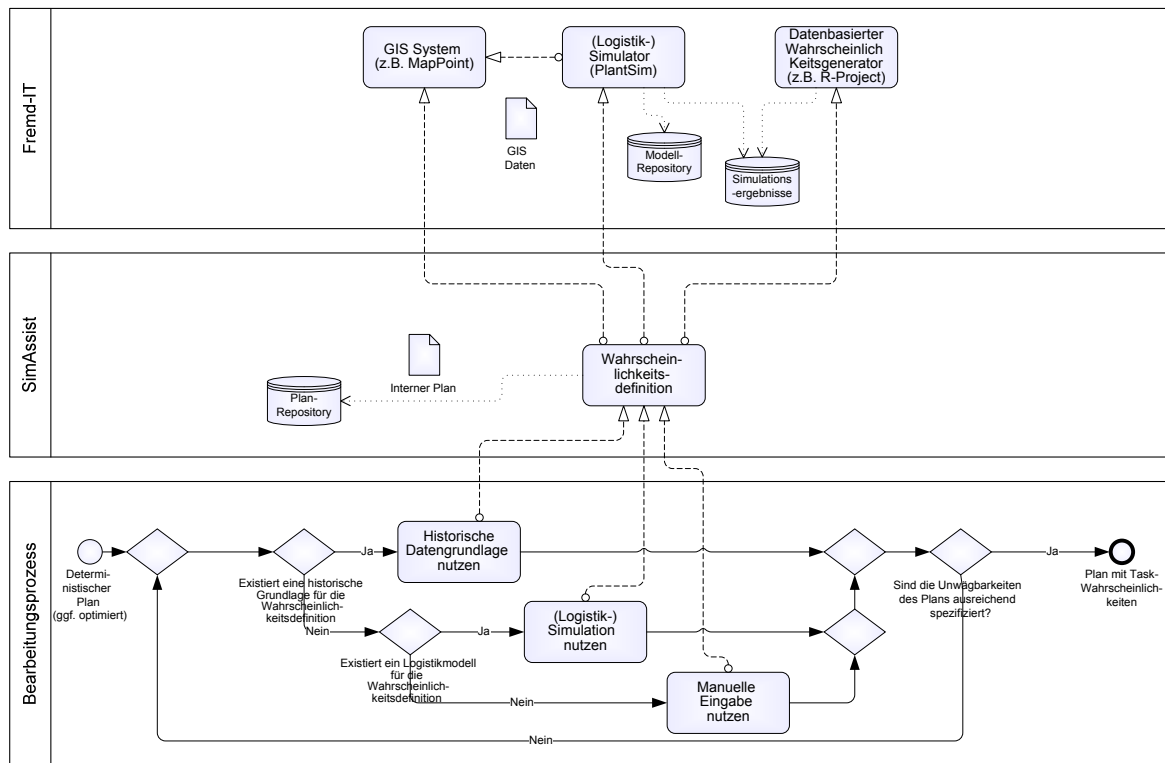 Fremd-IT
GIS System
(z.B. MapPoint)
(Logistik-)
Simulator
(PlantSim)
Datenbasierter
Wahrscheinlich
Keitsgenerator
(z.B. R-Project)
GIS
Daten
Modell-
Repository
Simulations
-ergebnisse
SimAssist
Wahrschein-
lichkeits-
definition
Interner Plan
Plan-
Repository
Bearbeitungsprozess
Determi-
nistischer
Plan
(ggf. optimiert)
Existiert eine historische
Grundlage für die
Wahrscheinlich-
keitsdefinition
Ja
Historische
Datengrundlage
nutzen
Nein
Existiert ein Logistikmodell
für die
Wahrscheinlich-
keitsdefinition
Ja
(Logistik-)
Simulation
nutzen
Nein
Manuelle
Eingabe
nutzen
Sind die Unwägbarkeiten
des Plans ausreichend
spezifiziert?
Ja
Plan mit Task-
Wahrscheinlich-
keiten
Nein